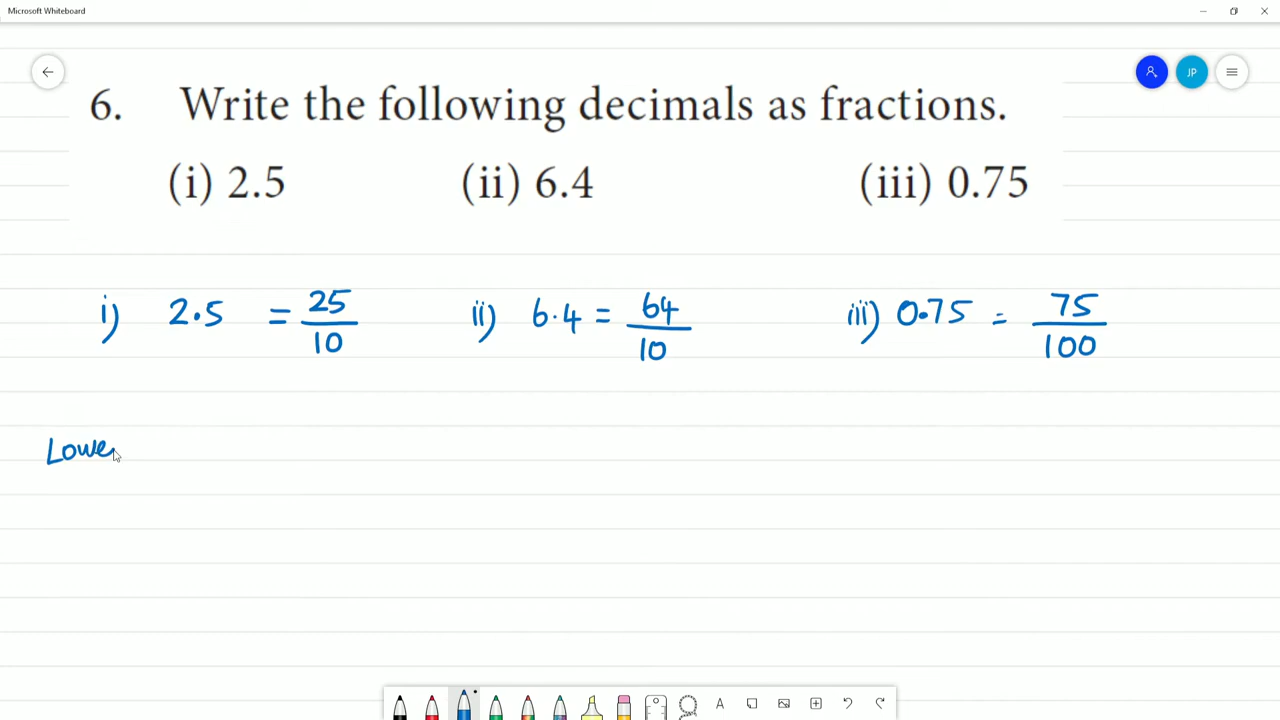 Microsoft Whiteboard
JP
6. Write the following decimals as fractions.
(i) 2.5 (ii) 6.4 (iii) 0.75
i) 2.5 = 25/10 ii) 6.4 = 64/10 iii) 0.75 = 75/100
Lowe
A